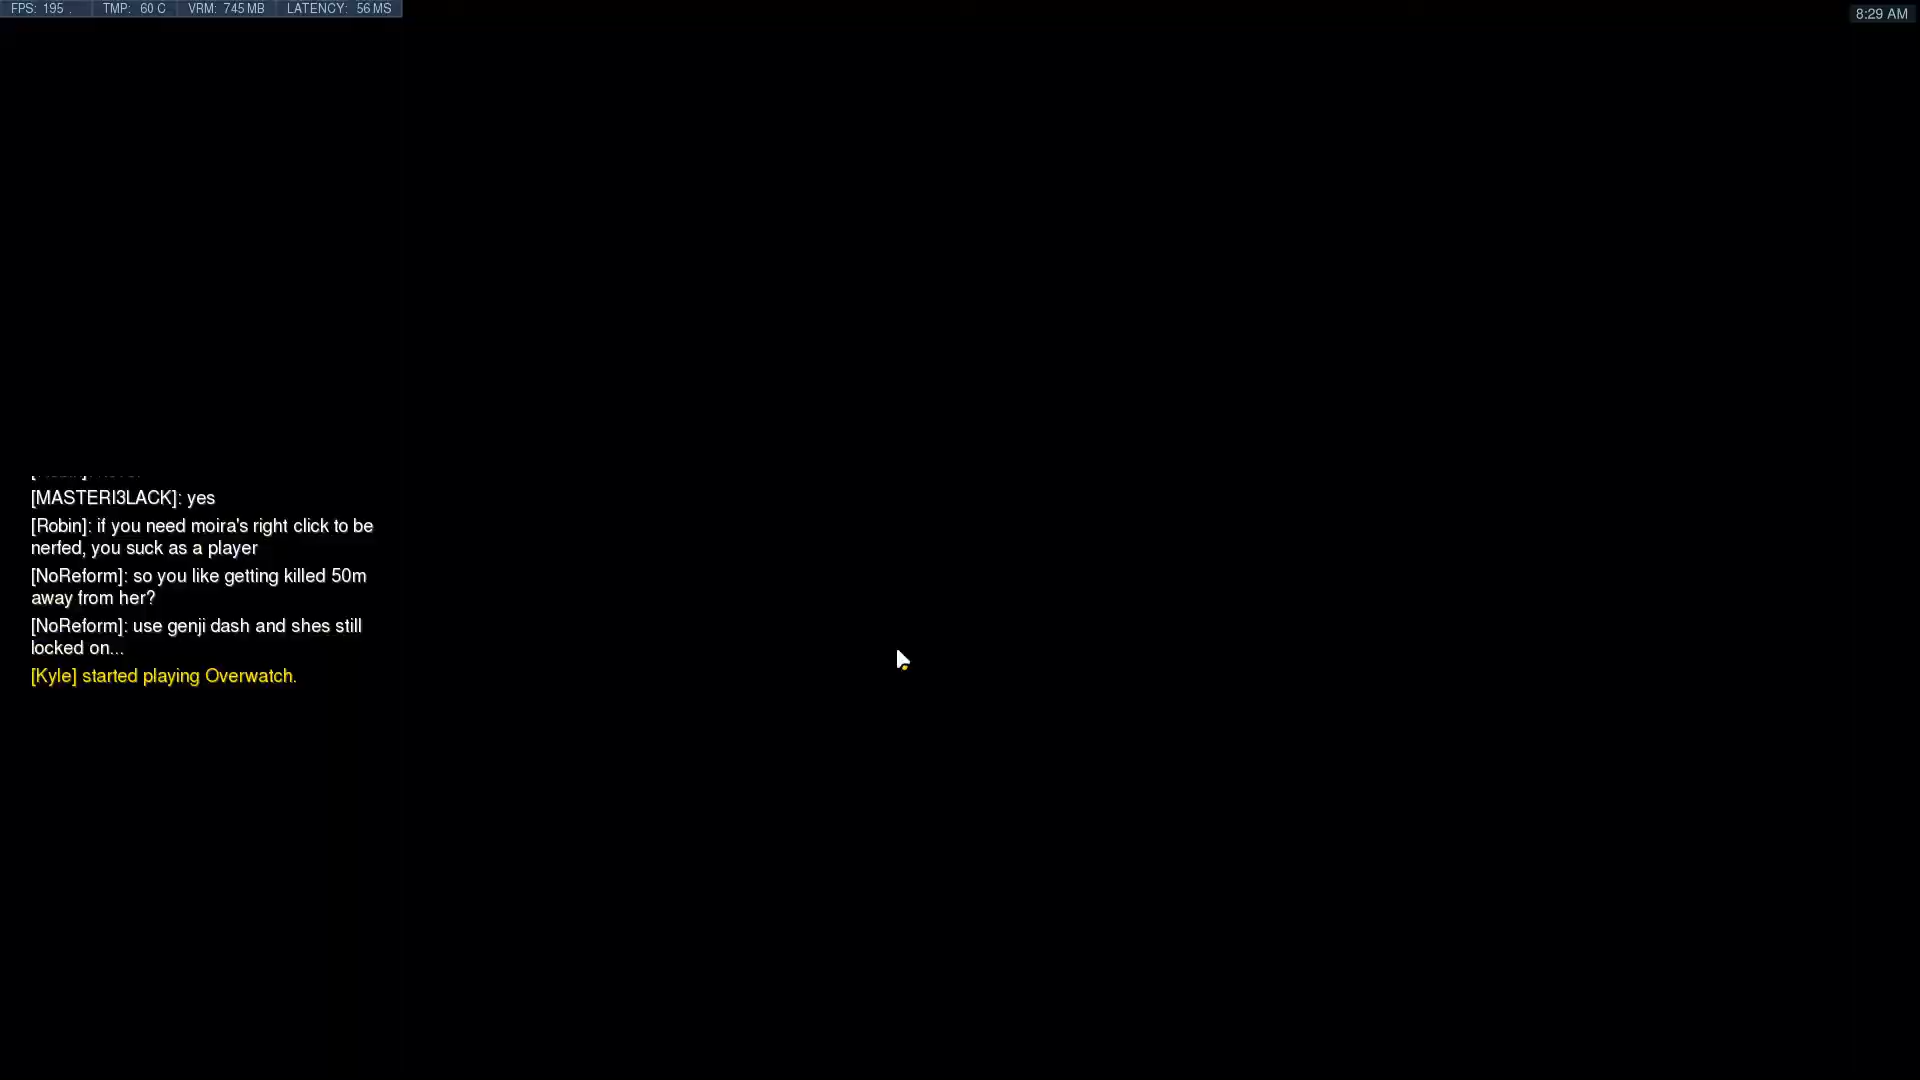 FPS: 195 . TMP: 60 C VRM: 745 MB LATENCY: 56 MS
8:29 AM
[MASTERI3LACK]: yes
[Robin]: if you need moira's right click to be
nerfed, you suck as a player
[NoReform]: so you like getting killed 50m
away from her?
[NoReform]: use genji dash and shes still
locked on...
[Kyle] started playing Overwatch.